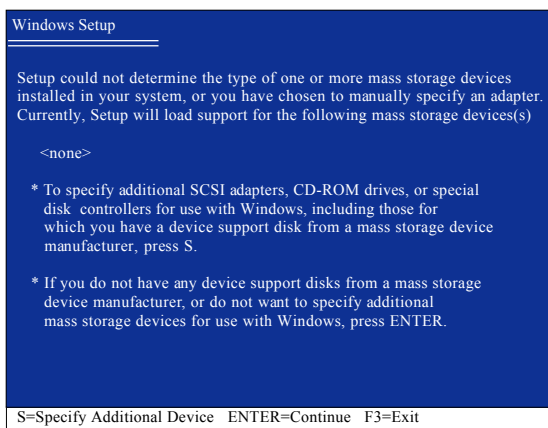 Windows Setup
Setup could not determine the type of one or more mass storage devices
installed in your system, or you have chosen to manually specify an adapter.
Currently, Setup will load support for the following mass storage devices(s)
<none>
* To specify additional SCSI adapters, CD-ROM drives, or special
disk controllers for use with Windows, including those for
which you have a device support disk from a mass storage device
manufacturer, press S.
* If you do not have any device support disks from a mass storage
device manufacturer, or do not want to specify additional
mass storage devices for use with Windows, press ENTER.
S=Specify Additional Device ENTER=Continue F3=Exit